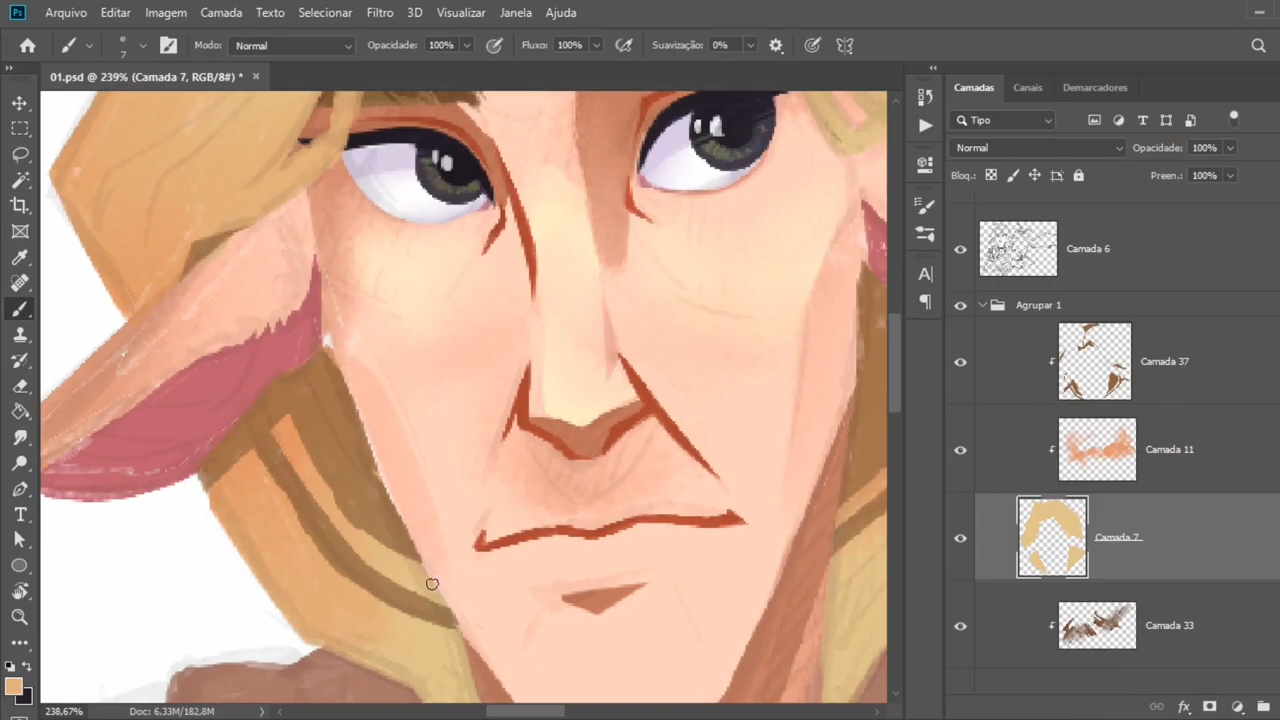 Ps Arquivo Editar Imagem Camada Texto Selecionar Filtro 3D Visualizar Janela Ajuda
7 Modo: Normal Opacidade: 100% Fluxo: 100% Suavização: 0%
01.psd @ 239% (Camada 7, RGB/8#) * ×
Camadas Canais Demarcadores
Tipo
Normal Opacidade: 100%
Bloq.: Preen.: 100%
Camada 6
Agrupar 1
Camada 37
Camada 11
Camada 7
Camada 33
238,67% Doc: 6,33M/182,8M